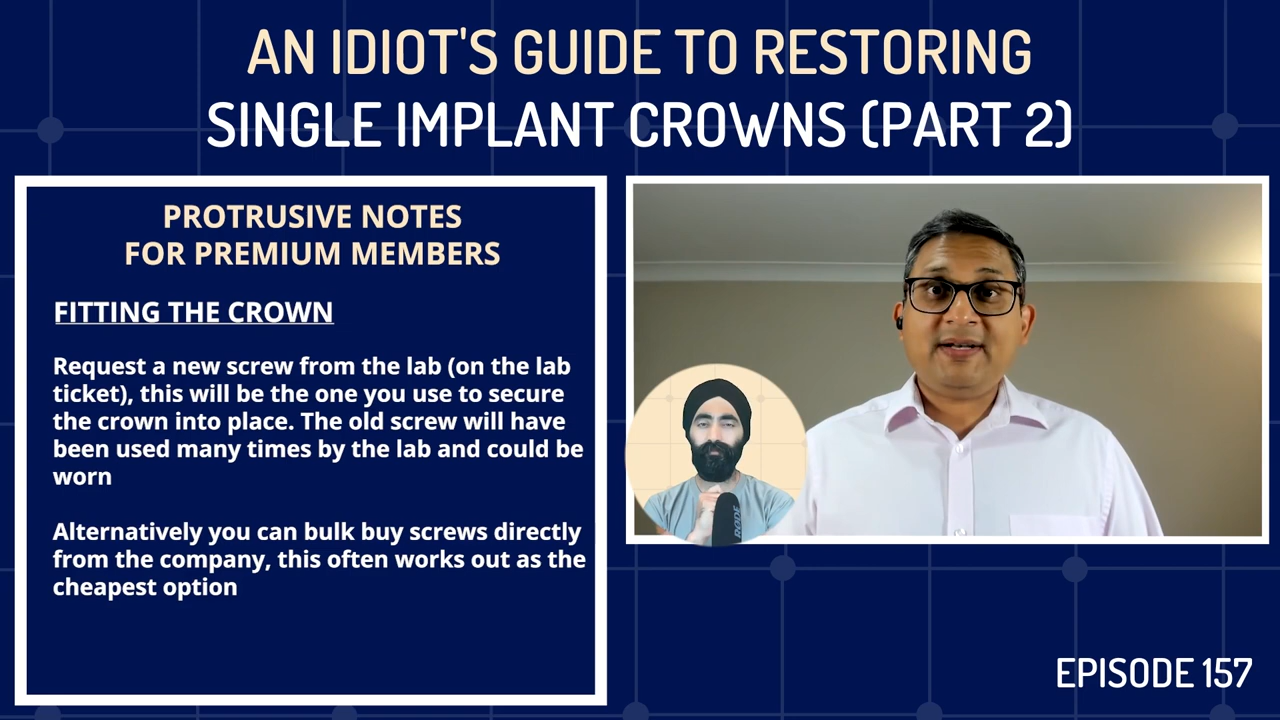 AN IDIOT'S GUIDE TO RESTORING
SINGLE IMPLANT CROWNS (PART 2)
PROTRUSIVE NOTES
FOR PREMIUM MEMBERS
FITTING THE CROWN
Request a new screw from the lab (on the lab
ticket), this will be the one you use to secure
the crown into place. The old screw will have
been used many times by the lab and could be
worn
Alternatively you can bulk buy screws directly
from the company, this often works out as the
cheapest option
RODE
EPISODE 157